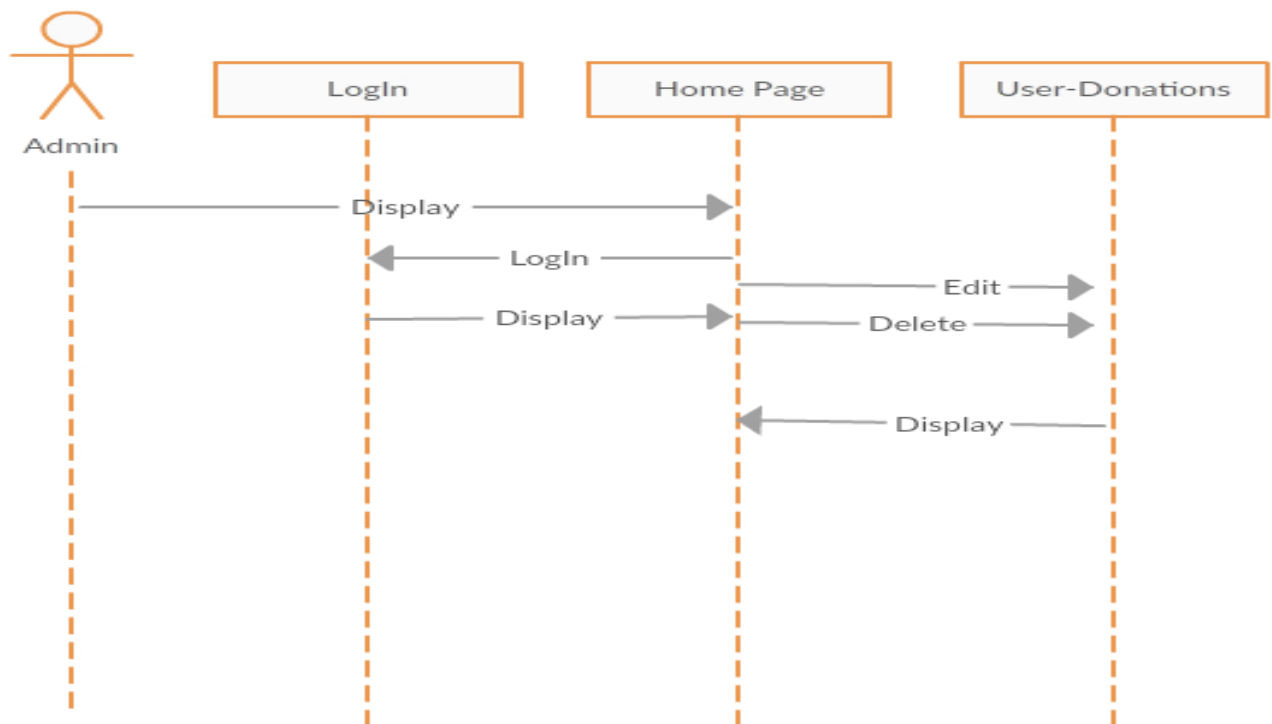 LogIn
Home Page
User-Donations
Admin
Display
LogIn
Edit
Display
Delete
Display